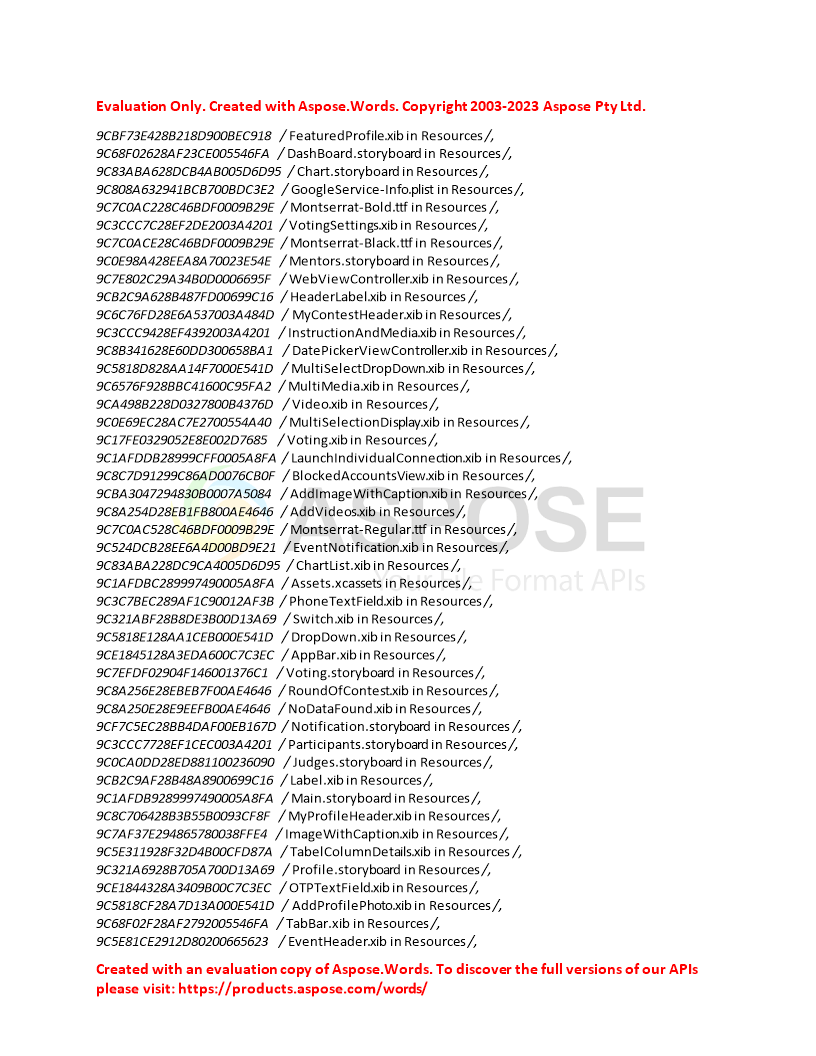 Evaluation Only. Created with Aspose.Words. Copyright 2003-2023 Aspose Pty Ltd.
9CBF73E428B218D900BEC918 / FeaturedProfile.xib in Resources /,
9C68F02628AF23CE005546FA / DashBoard.storyboard in Resources /,
9C83ABA628DCB4AB005D6D95 / Chart.storyboard in Resources /,
9C808A632941BCB700BDC3E2 / GoogleService-Info.plist in Resources /,
9C7C0AC228C46BDF0009B29E / Montserrat-Bold.ttf in Resources /,
9C3CCC7C28EF2DE2003A4201 / VotingSettings.xib in Resources /,
9C7C0ACE28C46BDF0009B29E / Montserrat-Black.ttf in Resources /,
9C0E98A428EEA8A70023E54E / Mentors.storyboard in Resources /,
9C7E802C29A34B0D0006695F / WebViewController.xib in Resources /,
9CB2C9A628B487FD00699C16 / HeaderLabel.xib in Resources /,
9C6C76FD28E6A537003A484D / MyContestHeader.xib in Resources /,
9C3CCC9428EF4392003A4201 / InstructionAndMedia.xib in Resources /,
9C8B341628E60DD300658BA1 / DatePickerViewController.xib in Resources /,
9C5818D828AA14F7000E541D / MultiSelectDropDown.xib in Resources /,
9C6576F928BBC41600C95FA2 / MultiMedia.xib in Resources /,
9CA498B228D0327800B4376D / Video.xib in Resources /,
9C0E69EC28AC7E2700554A40 / MultiSelectionDisplay.xib in Resources /,
9C17FE0329052E8E002D7685 / Voting.xib in Resources /,
9C1AFDDB28999CFF0005A8FA / LaunchIndividualConnection.xib in Resources /,
9C8C7D91299C86AD0076CB0F / BlockedAccountsView.xib in Resources /,
9CBA3047294830B0007A5084 / AddImageWithCaption.xib in Resources /,
9C8A254D28EB1FB800AE4646 / AddVideos.xib in Resources /,
9C7C0AC528C46BDF0009B29E / Montserrat-Regular.ttf in Resources /,
9C524DCB28EE6A4D00BD9E21 / EventNotification.xib in Resources /,
9C83ABA228DC9CA4005D6D95 / ChartList.xib in Resources /,
9C1AFDBC289997490005A8FA / Assets.xcassets in Resources /,
9C3C7BEC289AF1C90012AF3B / PhoneTextField.xib in Resources /,
9C321ABF28B8DE3B00D13A69 / Switch.xib in Resources /,
9C5818E128AA1CEB000E541D / DropDown.xib in Resources /,
9CE1845128A3EDA600C7C3EC / AppBar.xib in Resources /,
9C7EFDF02904F146001376C1 / Voting.storyboard in Resources /,
9C8A256E28EBEB7F00AE4646 / RoundOfContest.xib in Resources /,
9C8A250E28E9EEFB00AE4646 / NoDataFound.xib in Resources /,
9CF7C5EC28BB4DAF00EB167D / Notification.storyboard in Resources /,
9C3CCC7728EF1CEC003A4201 / Participants.storyboard in Resources /,
9C0CA0DD28ED881100236090 / Judges.storyboard in Resources /,
9CB2C9AF28B48A8900699C16 / Label.xib in Resources /,
9C1AFDB9289997490005A8FA / Main.storyboard in Resources /,
9C8C706428B3B55B0093CF8F / MyProfileHeader.xib in Resources /,
9C7AF37E294865780038FFE4 / ImageWithCaption.xib in Resources /,
9C5E311928F32D4B00CFD87A / TabelColumnDetails.xib in Resources /,
9C321A6928B705A700D13A69 / Profile.storyboard in Resources /,
9CE1844328A3409B00C7C3EC / OTPTextField.xib in Resources /,
9C5818CF28A7D13A000E541D / AddProfilePhoto.xib in Resources /,
9C68F02F28AF2792005546FA / TabBar.xib in Resources /,
9C5E81CE2912D80200665623 / EventHeader.xib in Resources /,
ASPOSE
Your File Format APIs
Created with an evaluation copy of Aspose.Words. To discover the full versions of our APIs
please visit: https://products.aspose.com/words/